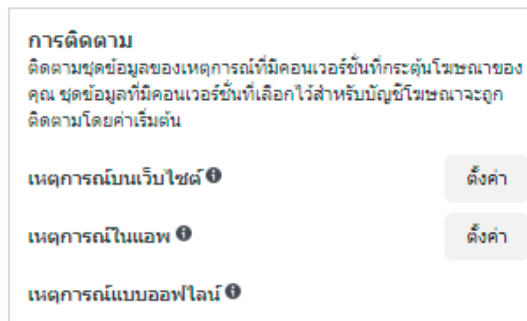 การติดตาม
ติดตามชุดข้อมูลของเหตุการณ์ที่มีคอนเวอร์ชั่นที่กระตุ้นโฆษณาของ
คุณ ชุดข้อมูลที่มีคอนเวอร์ชั่นที่เลือกไว้สำหรับบัญชีโฆษณาจะถูก
ติดตามโดยค่าเริ่มต้น
เหตุการณ์บนเว็บไซต์ ตั้งค่า
เหตุการณ์ในแอพ ตั้งค่า
เหตุการณ์แบบออฟไลน์